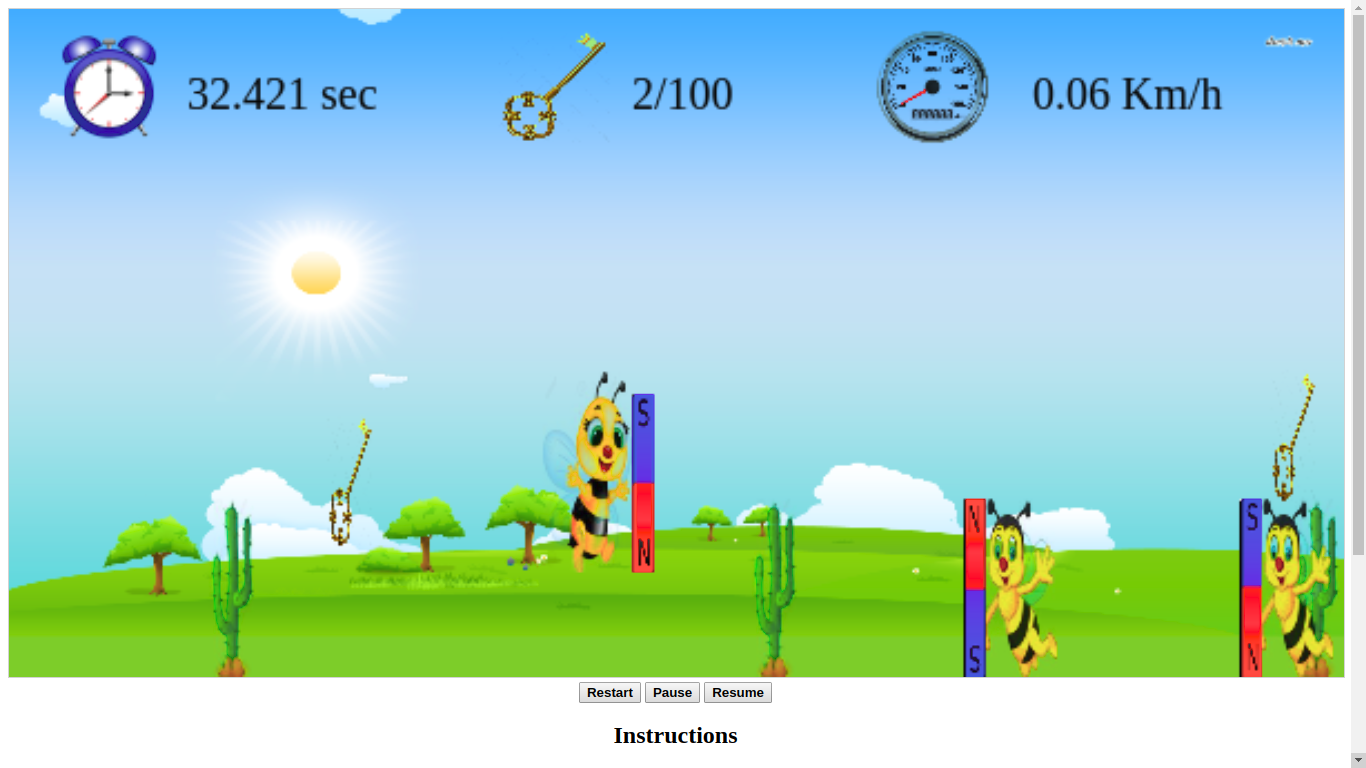 32.421 sec
2/100
0.06 Km/h
S
N
N
S
S
N
Restart Pause Resume
Instructions